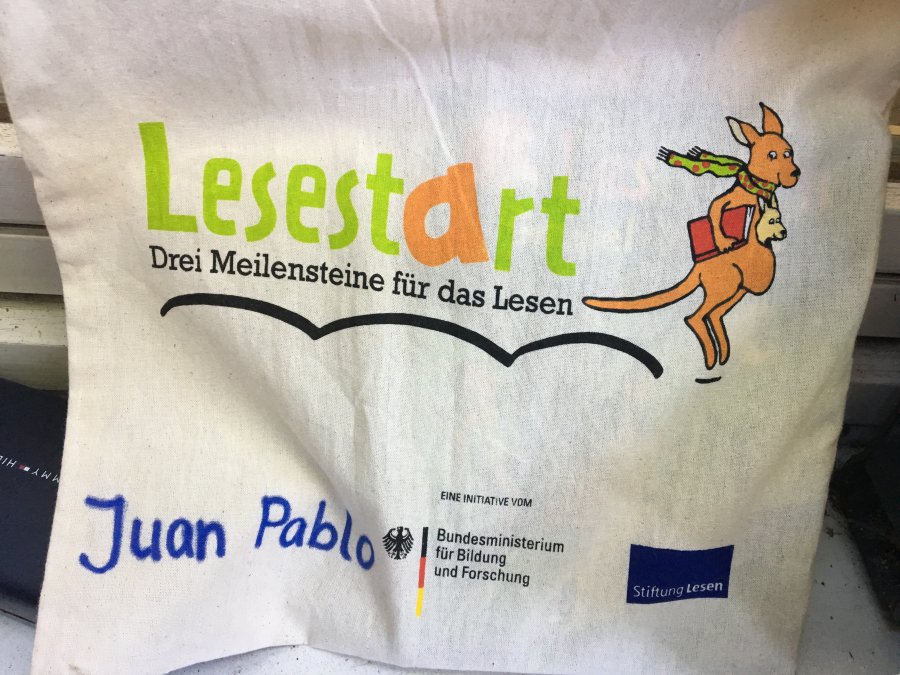 Lesestart
Drei Meilensteine für das Lesen
Juan Pablo
EINE INITIATIVE VOM
Bundesministerium
für Bildung
und Forschung
Stiftung Lesen